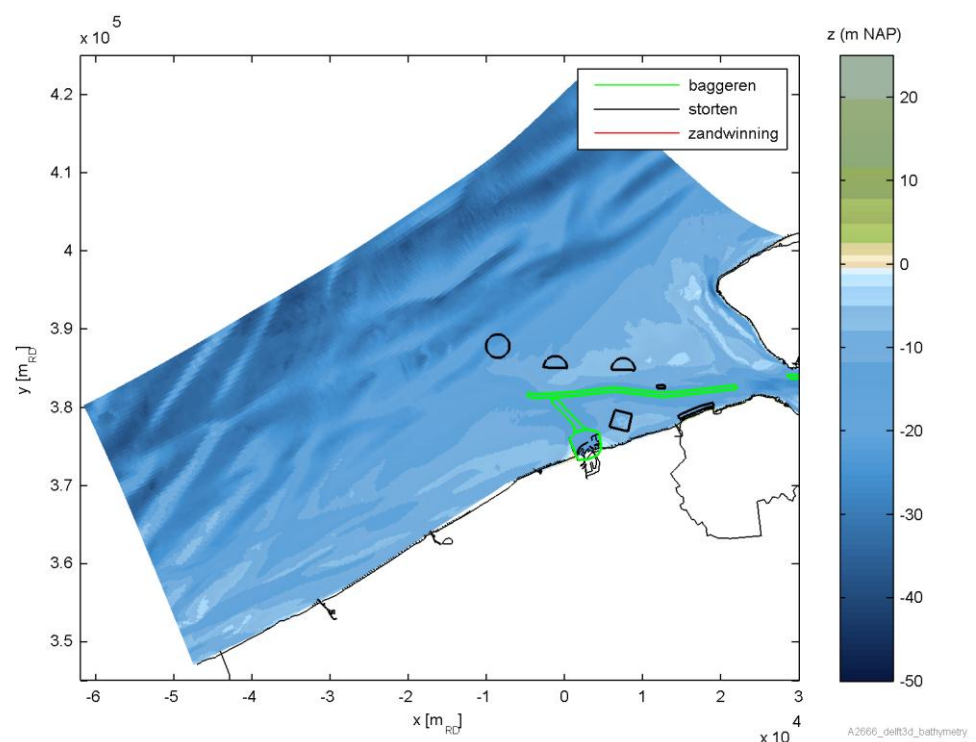 x 10 5
z (m NAP)
4.2
4.1
4
3.9
3.8
3.7
3.6
3.5
y [m RD]
baggeren
storten
zandwinning
20
10
0
-10
-20
-30
-40
-50
-6 -5 -4 -3 -2 -1 0 1 2 3
x [m RD]
x 10 4
A2666_delft3d_bathymetry